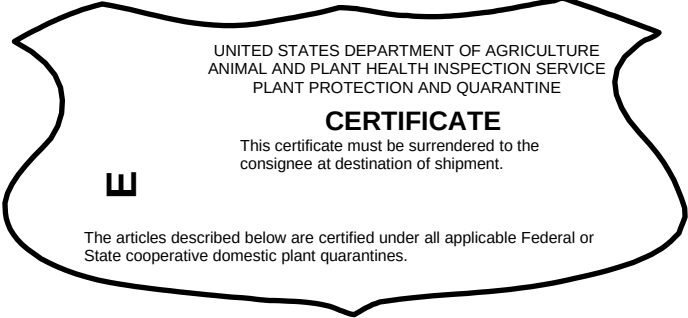 UNITED STATES DEPARTMENT OF AGRICULTURE
ANIMAL AND PLANT HEALTH INSPECTION SERVICE
PLANT PROTECTION AND QUARANTINE
CERTIFICATE
This certificate must be surrendered to the
consignee at destination of shipment.
E
The articles described below are certified under all applicable Federal or
State cooperative domestic plant quarantines.